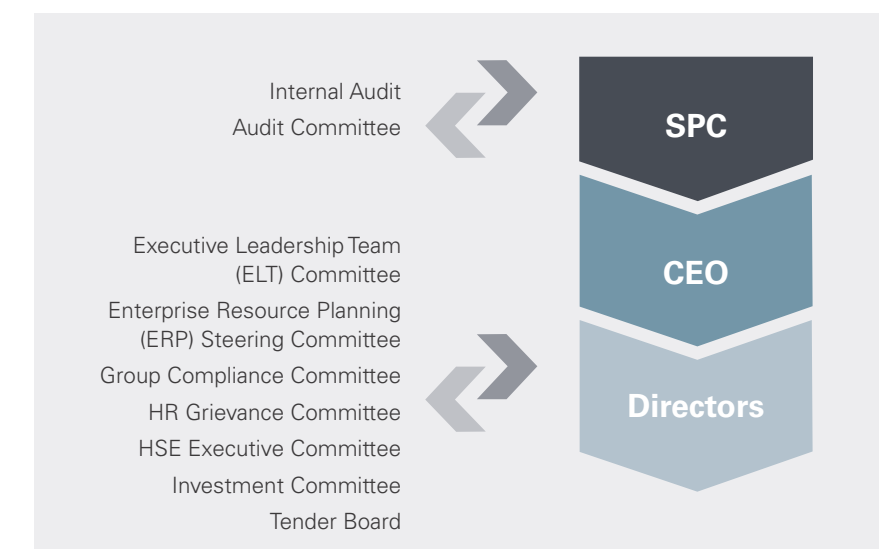 Internal Audit
Audit Committee
SPC
Executive Leadership Team
(ELT) Committee
CEO
Enterprise Resource Planning
(ERP) Steering Committee
Group Compliance Committee
HR Grievance Committee
HSE Executive Committee
Investment Committee
Tender Board
Directors